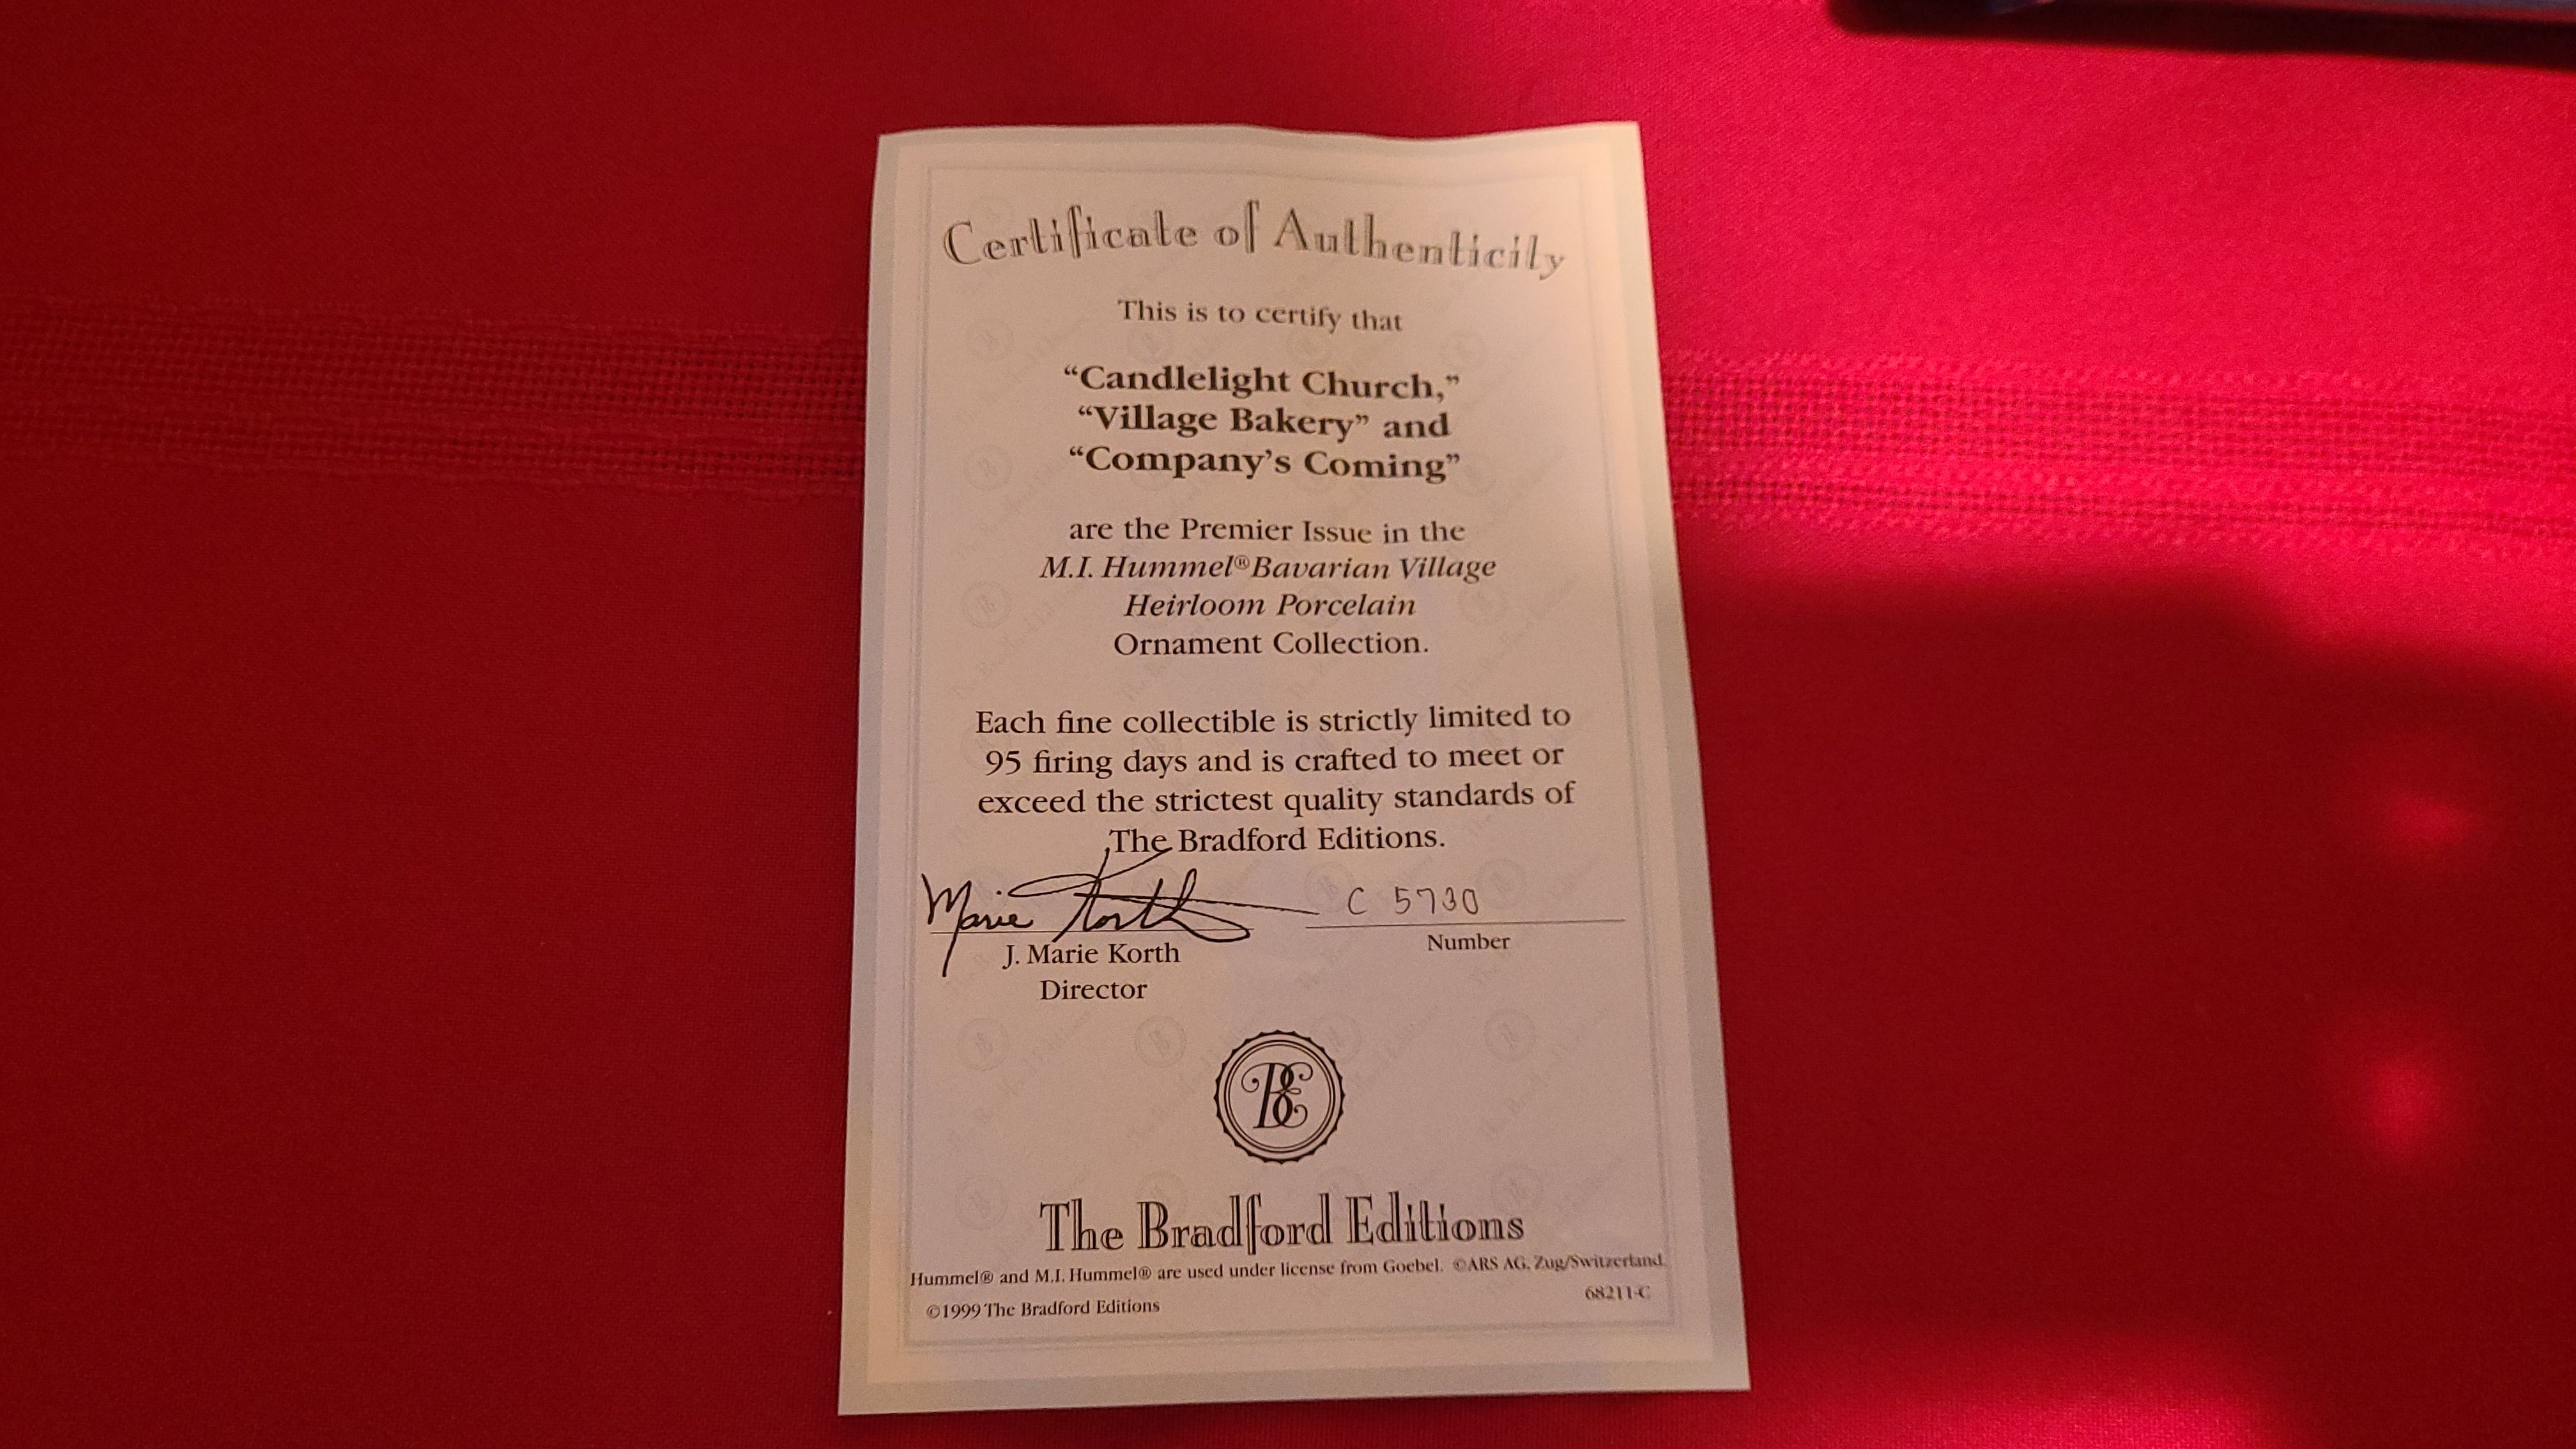 Certificate of Authenticity
This is to certify that
“Candlelight Church,”
“Village Bakery” and
“Company’s Coming”
are the Premier Issue in the
M.I. Hummel® Bavarian Village
Heirloom Porcelain
Ornament Collection.
Each fine collectible is strictly limited to
95 firing days and is crafted to meet or
exceed the strictest quality standards of
The Bradford Editions.
Marie Korth
C 5730
J. Marie Korth
Number
Director
BE
The Bradford Editions
Hummel® and M.I. Hummel® are used under license from Goebel. ©ARS AG, Zug/Switzerland.
68211-C
©1999 The Bradford Editions